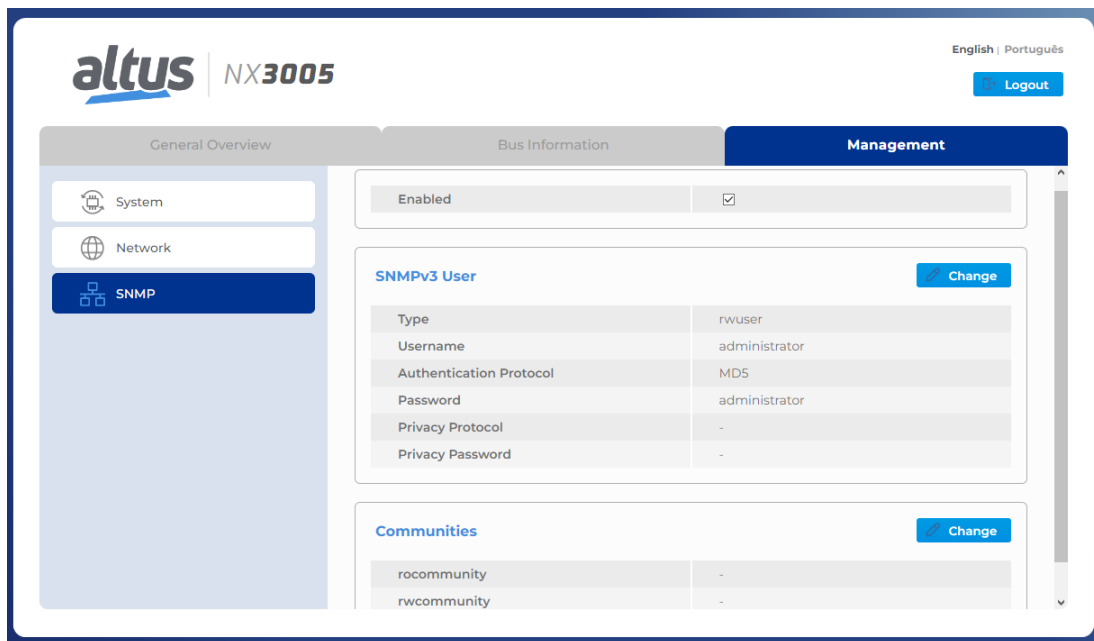 altus NX3005
English | Português
Logout
General Overview Bus Information Management
System
Network
SNMP
Enabled
SNMPv3 User Change
Type rwuser
Username administrator
Authentication Protocol MD5
Password administrator
Privacy Protocol -
Privacy Password -
Communities Change
rocommunity -
rwcommunity -